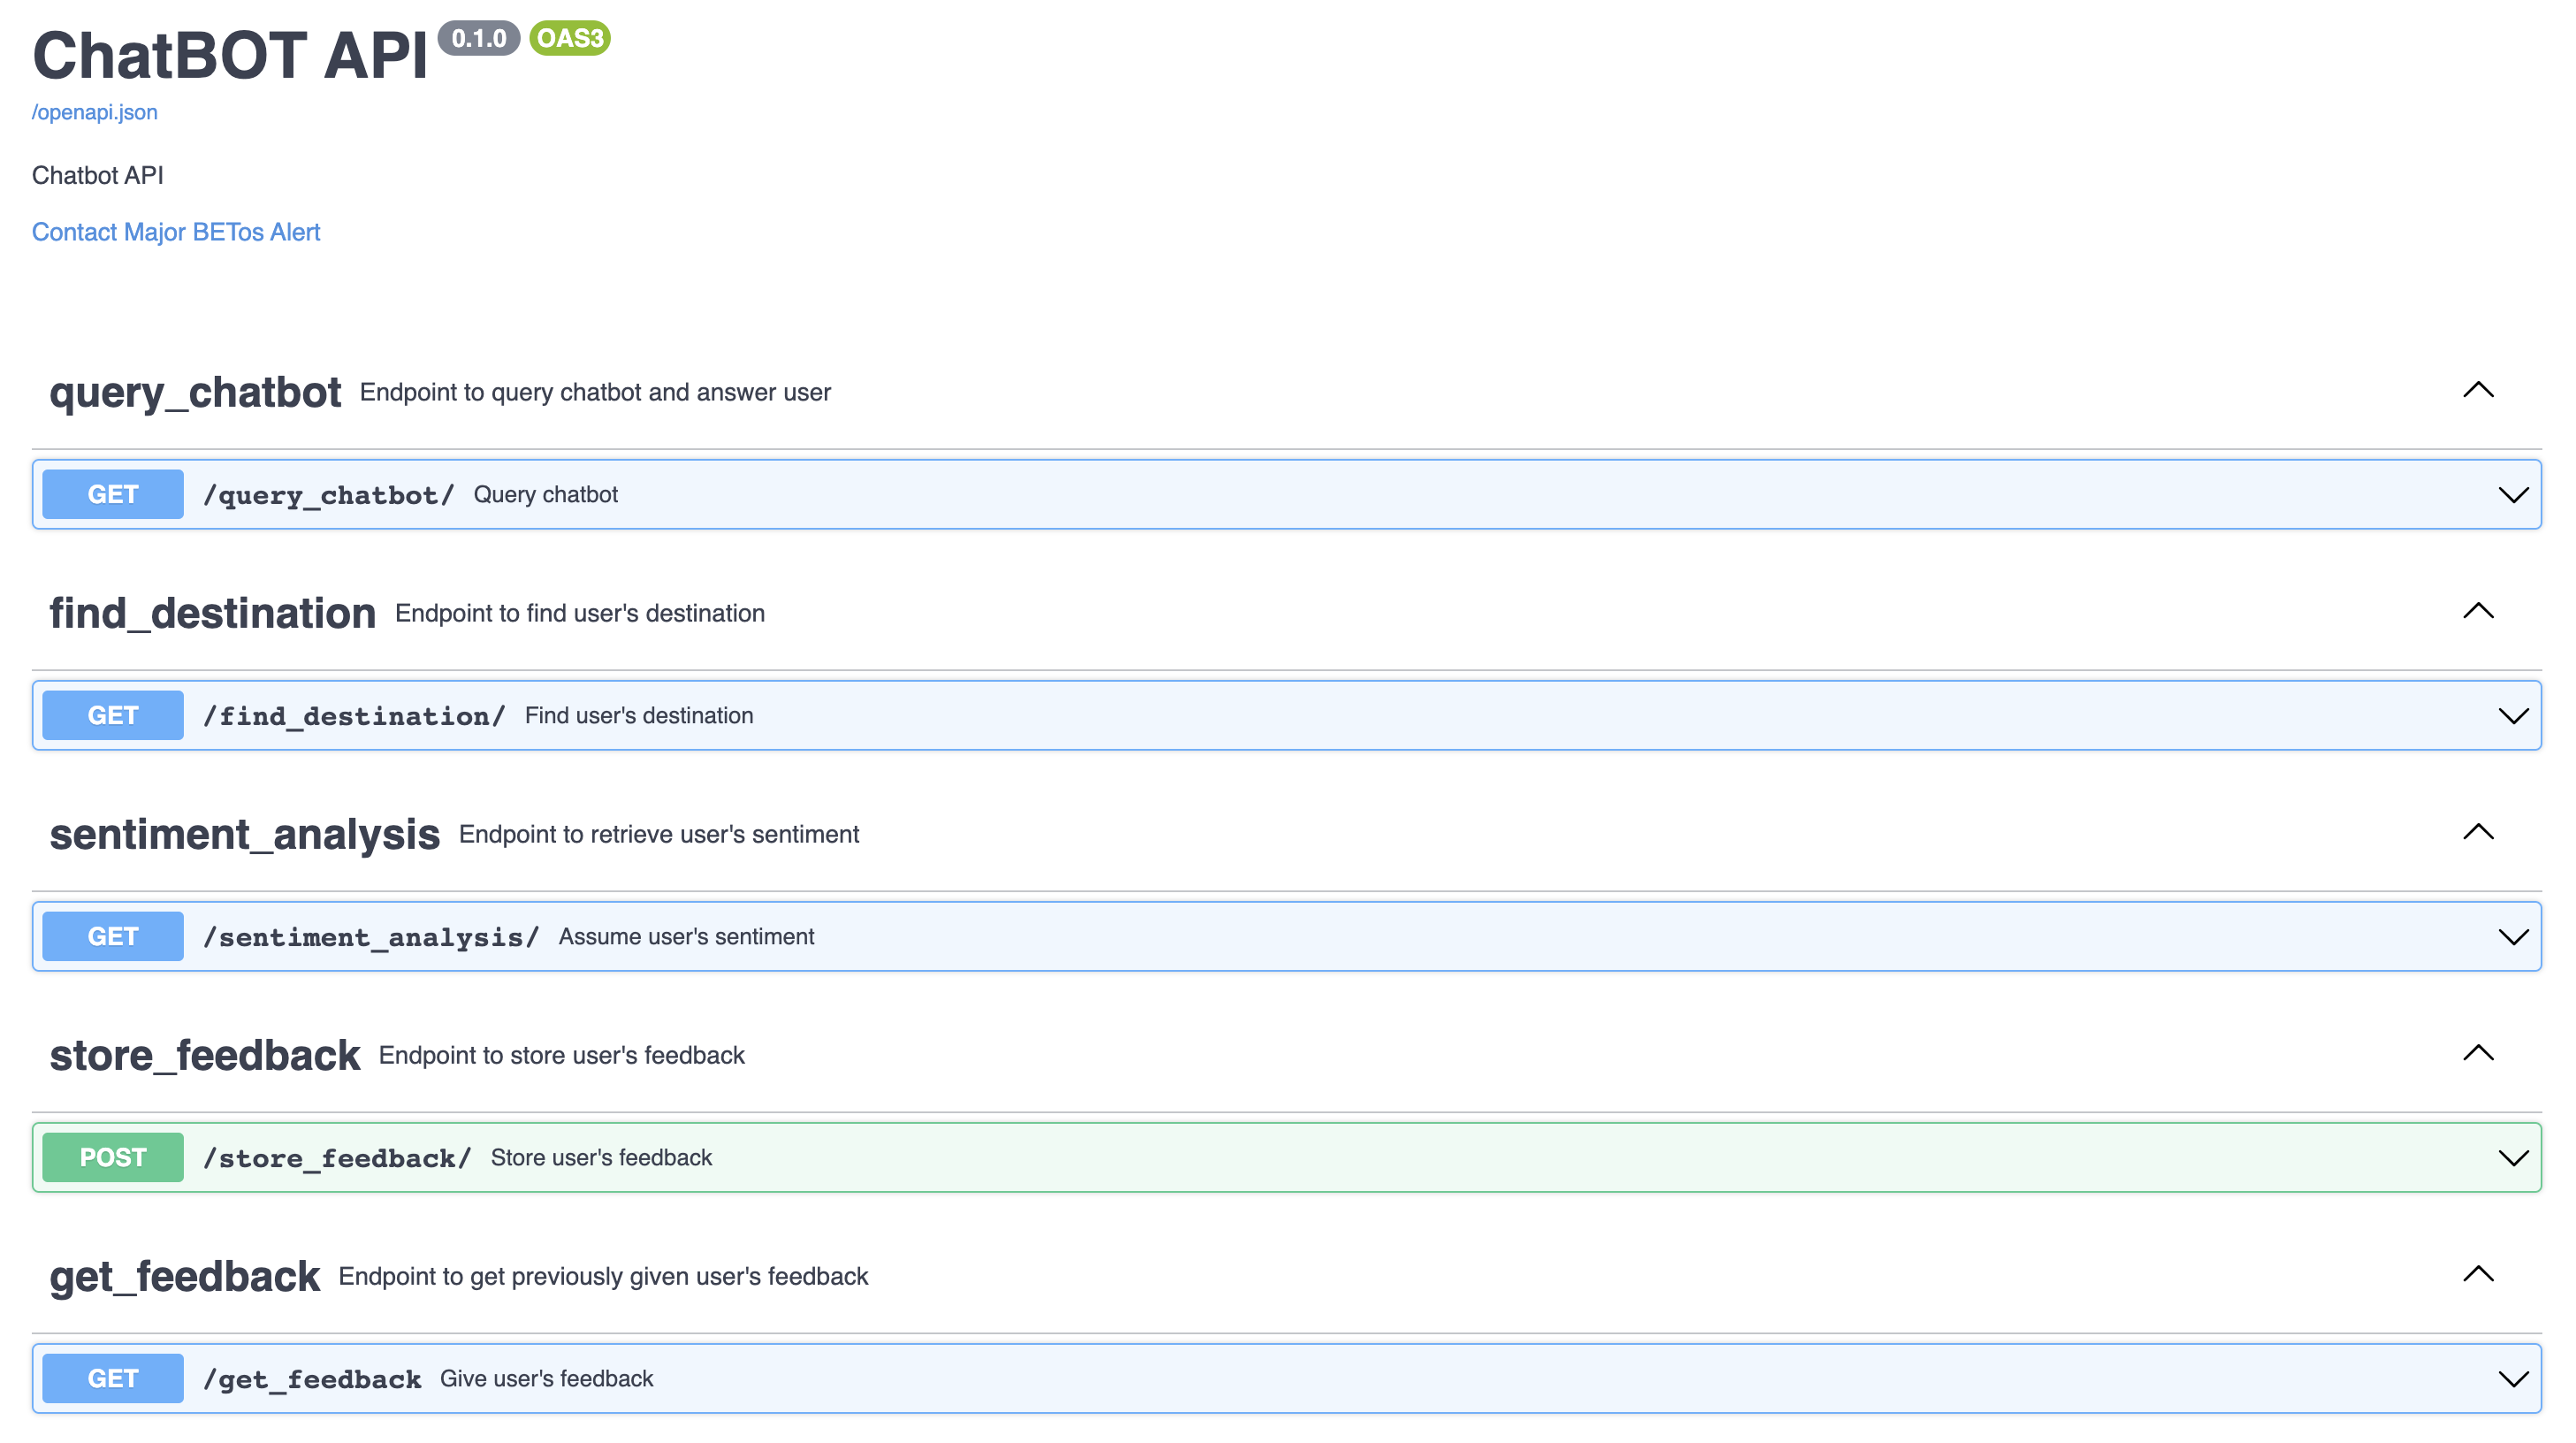 ChatBOT API 0.1.0 OAS3
/openapi.json
Chatbot API
Contact Major BETos Alert
query_chatbot Endpoint to query chatbot and answer user
GET /query_chatbot/ Query chatbot
find_destination Endpoint to find user's destination
GET /find_destination/ Find user's destination
sentiment_analysis Endpoint to retrieve user's sentiment
GET /sentiment_analysis/ Assume user's sentiment
store_feedback Endpoint to store user's feedback
POST /store_feedback/ Store user's feedback
get_feedback Endpoint to get previously given user's feedback
GET /get_feedback Give user's feedback